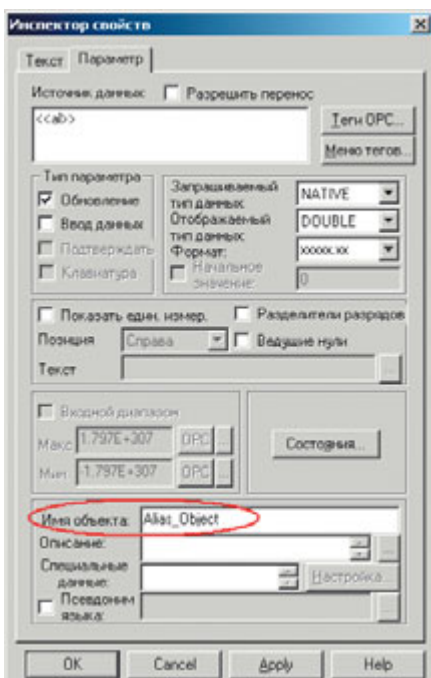 Инспектор свойств
Текст Параметр
Источник данных: Разрешить перенос
<<ab>>
Теги OPC...
Меню тегов...
Тип параметра
Обновление
Ввод данных
Подтверждать
Клавиатура
Запрашиваемый тип данных: NATIVE
Отображаемый тип данных: DOUBLE
Формат: xxxxx.xx
Начальное значение: 0
Показать един. измер. Разделители разрядов
Позиция Справа Ведущие нули
Текст ...
Входной диапазон
Макс 1.797E+307 OPC ...
Мин -1.797E+307 OPC ...
Состояния...
Имя объекта: Alias_Object
Описание: ...
Специальные данные: Настройка...
Псевдоним языка: ...
OK Cancel Apply Help